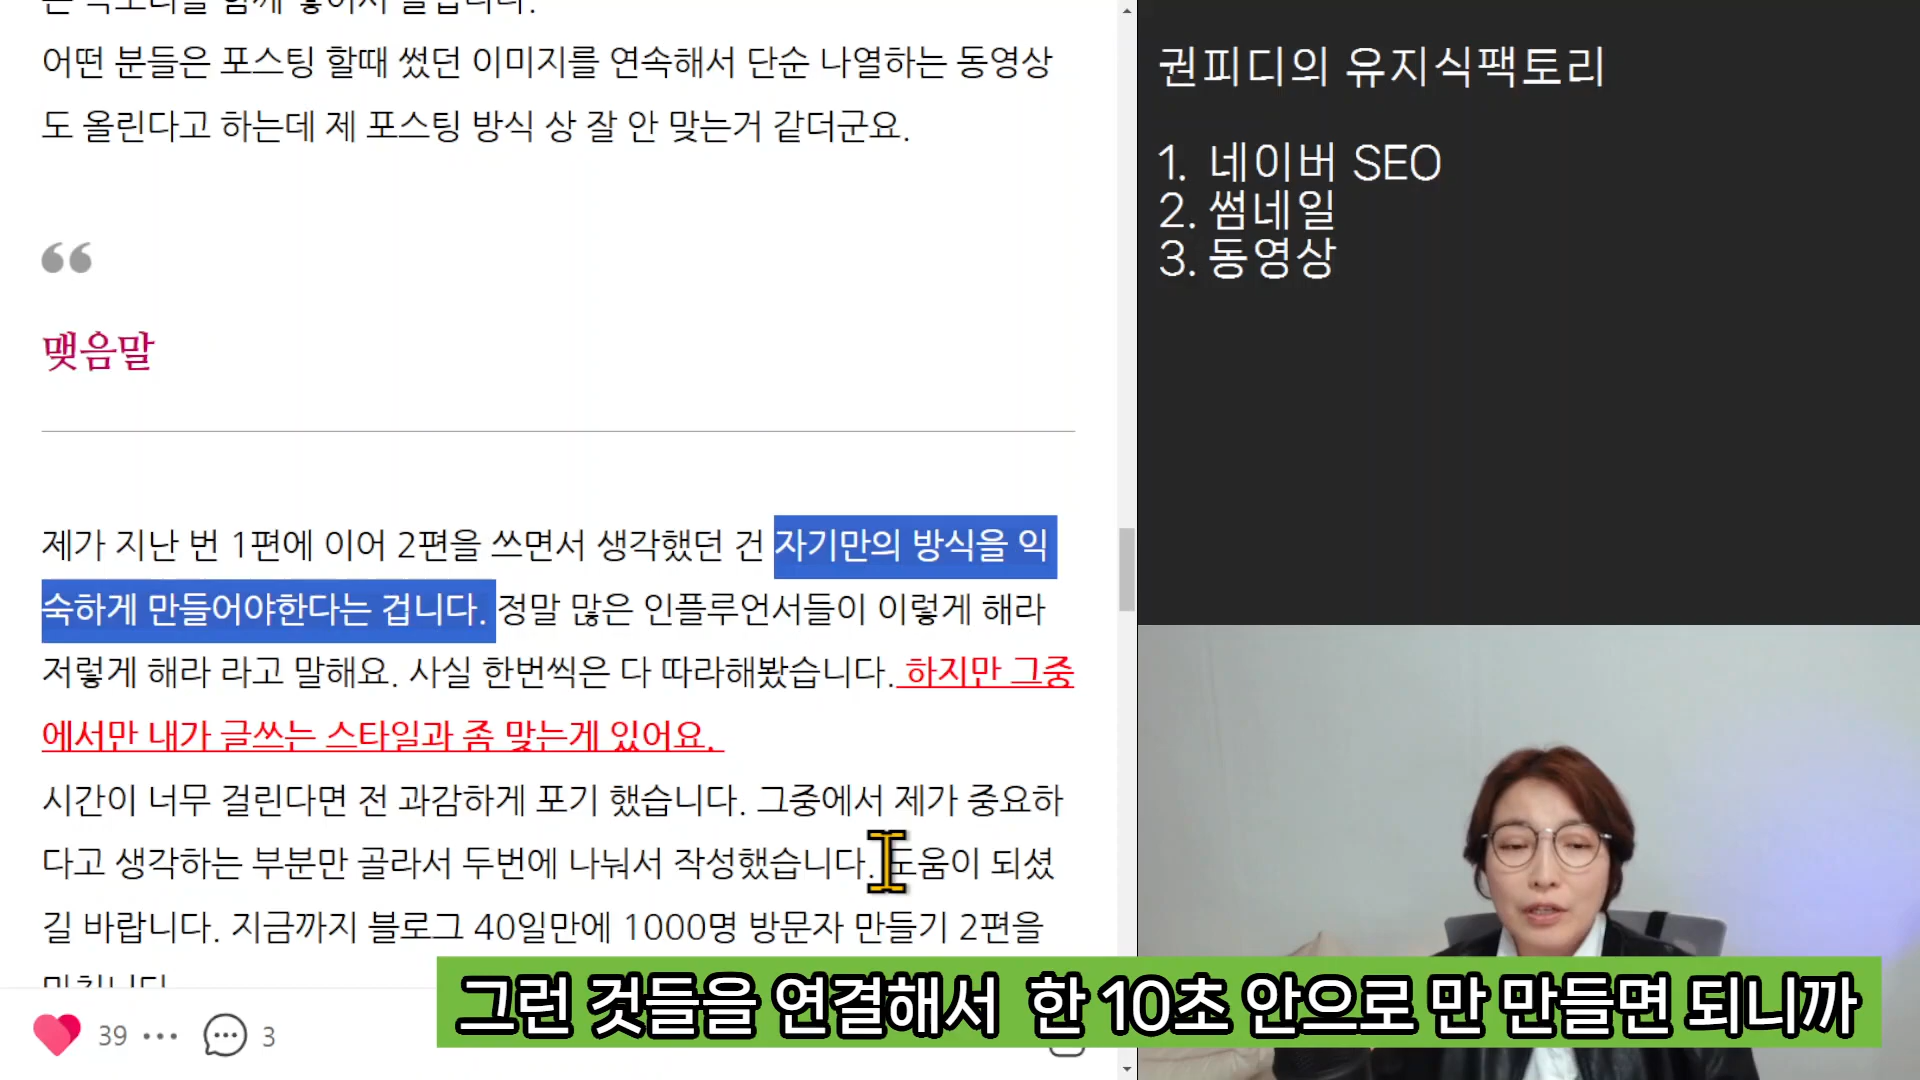 어떤 분들은 포스팅 할때 썼던 이미지를 연속해서 단순 나열하는 동영상
도 올린다고 하는데 제 포스팅 방식 상 잘 안 맞는거 같더군요.
맺음말
제가 지난 번 1편에 이어 2편을 쓰면서 생각했던 건 자기만의 방식을 익
숙하게 만들어야한다는 겁니다. 정말 많은 인플루언서들이 이렇게 해라
저렇게 해라 라고 말해요. 사실 한번씩은 다 따라해봤습니다. 하지만 그중
에서만 내가 글쓰는 스타일과 좀 맞는게 있어요.
시간이 너무 걸린다면 전 과감하게 포기 했습니다. 그중에서 제가 중요하
다고 생각하는 부분만 골라서 두번에 나눠서 작성했습니다. 도움이 되셨
길 바랍니다. 지금까지 블로그 40일만에 1000명 방문자 만들기 2편을
39
3
권피디의 유지식팩토리
1. 네이버 SEO
2. 썸네일
3. 동영상
그런 것들을 연결해서 한 10초 안으로 만 만들면 되니까